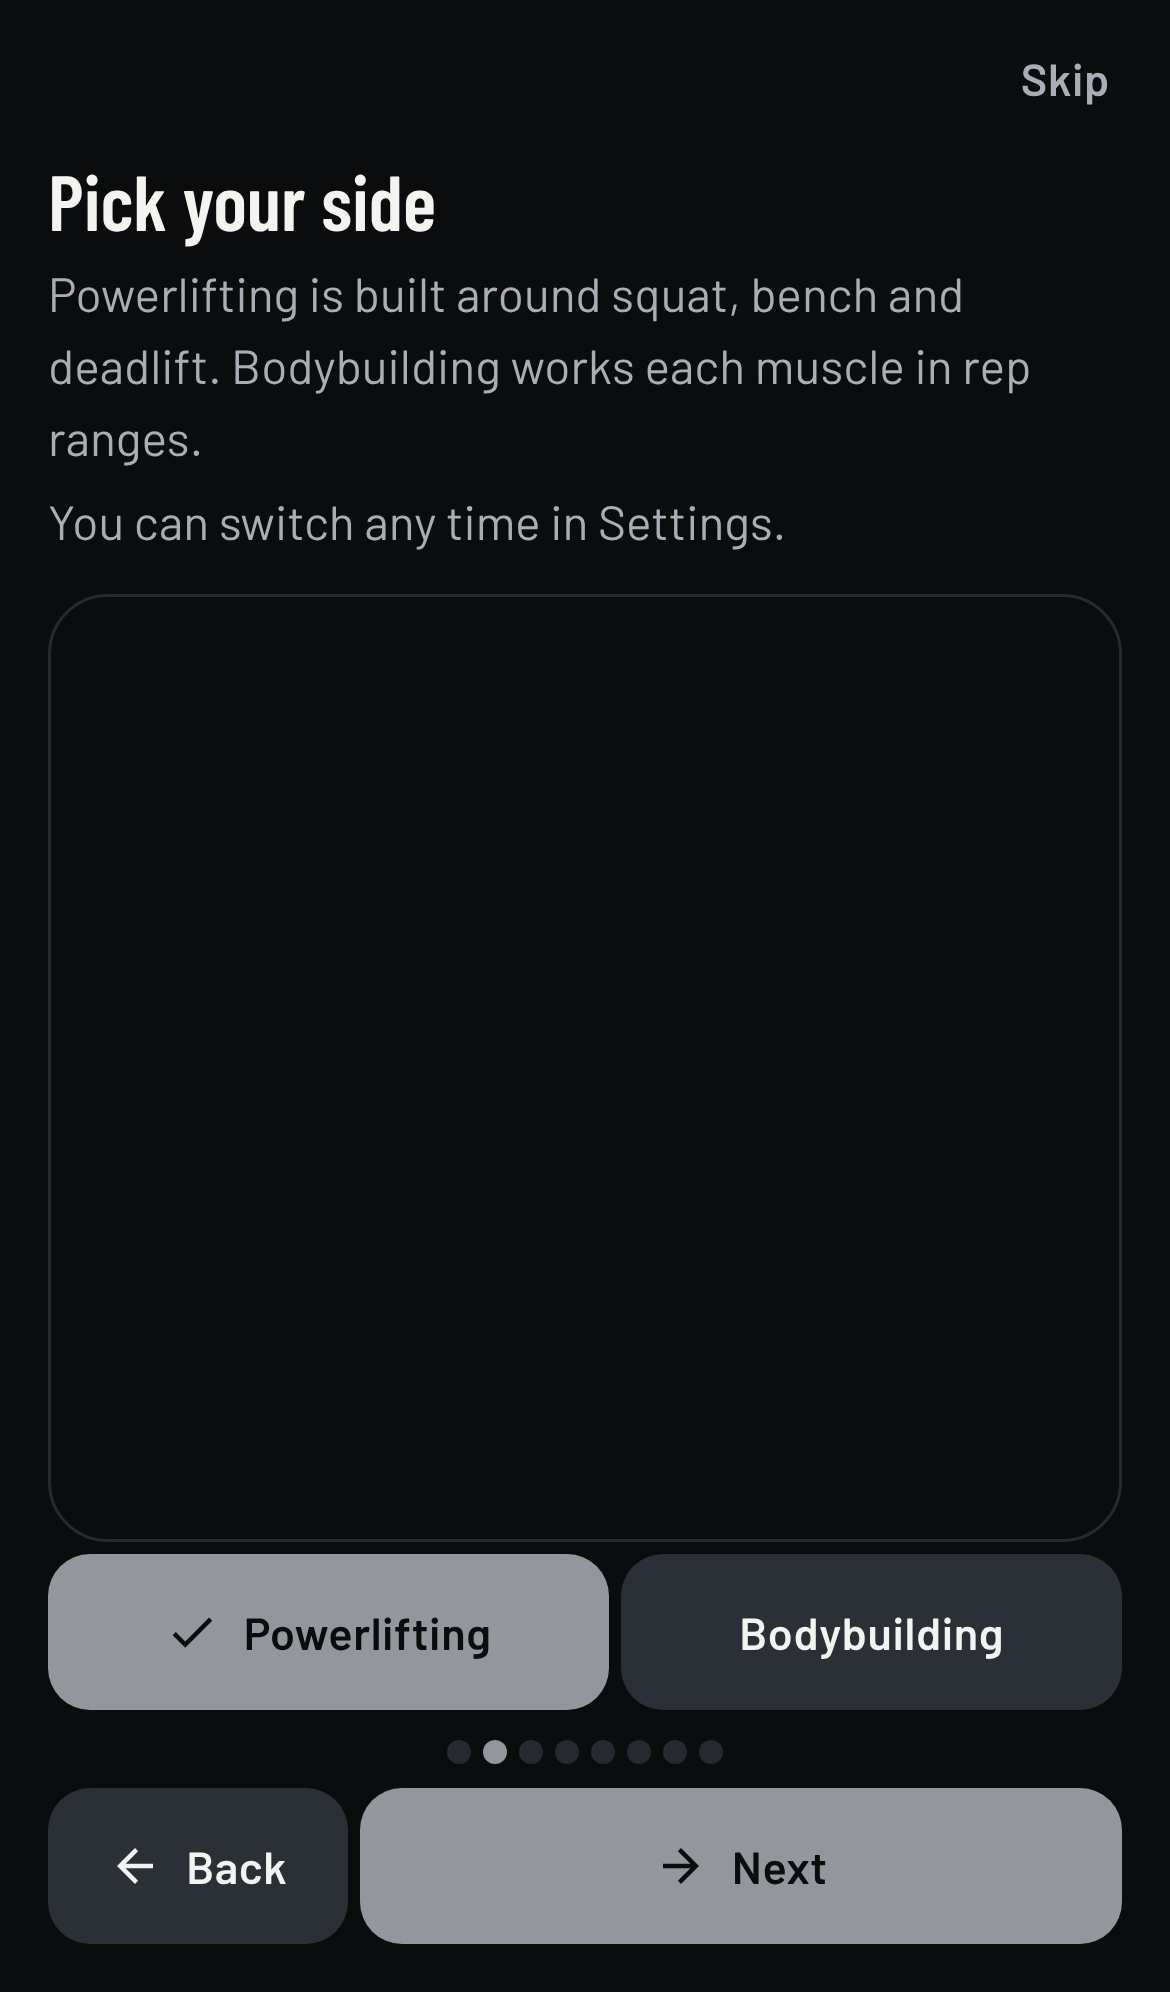 Skip
Pick your side
Powerlifting is built around squat, bench and
deadlift. Bodybuilding works each muscle in rep
ranges.
You can switch any time in Settings.
Powerlifting
Bodybuilding
Back
Next